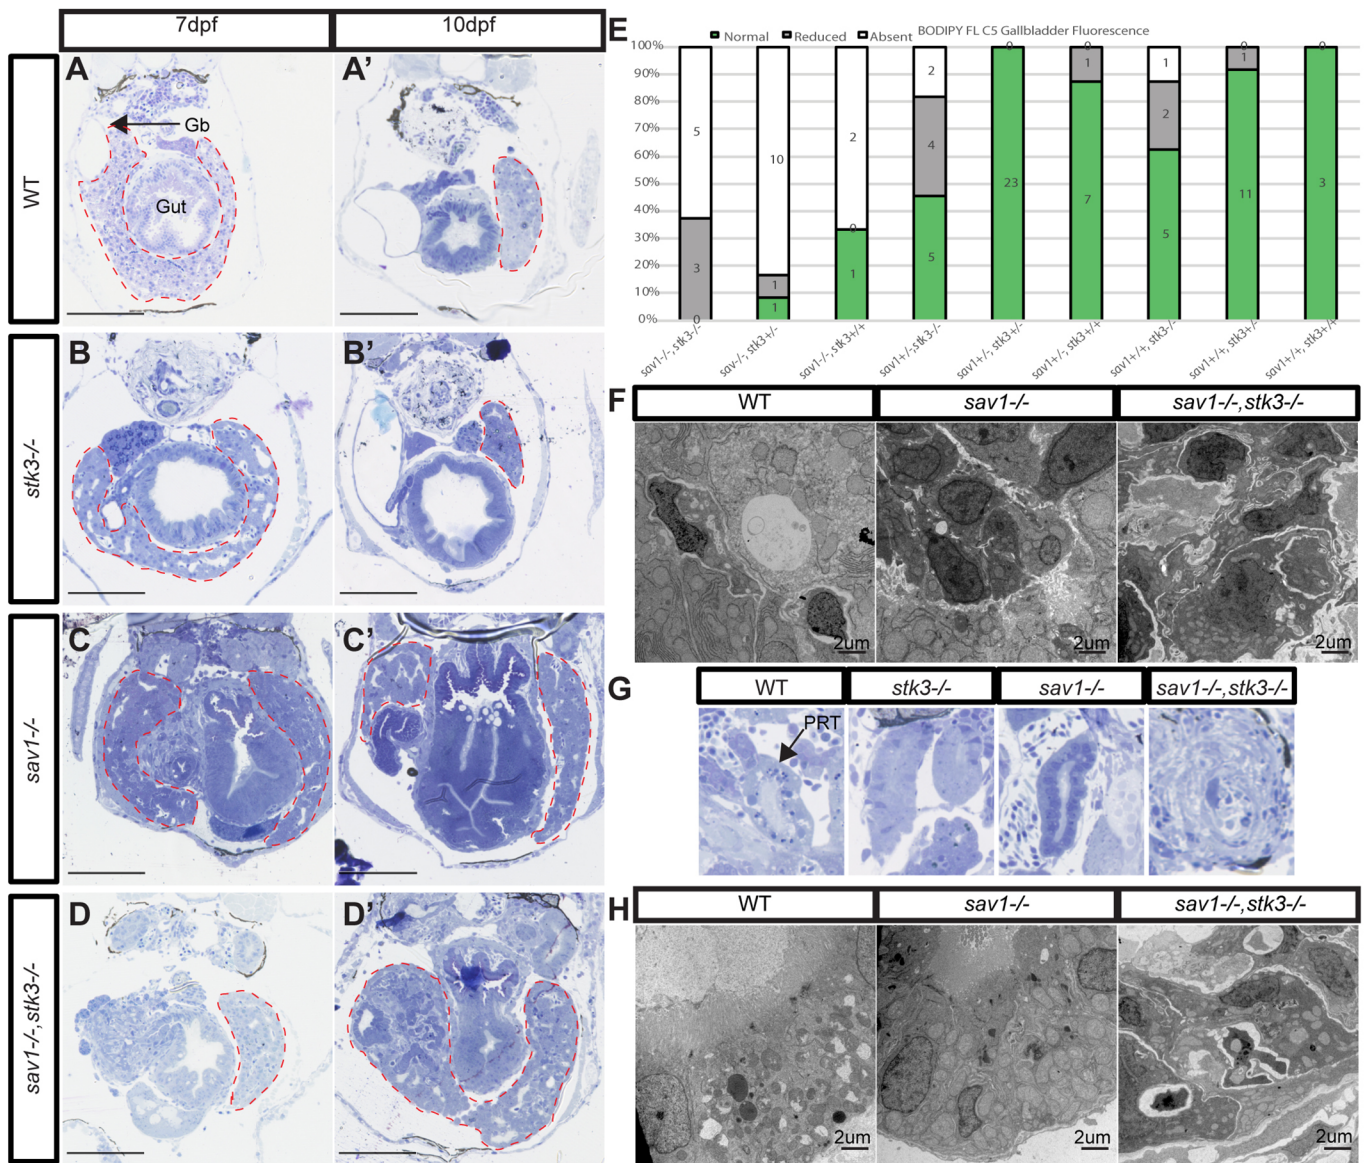 7dpf
10dpf
WT
stk3-/-
sav1-/-
sav1-/-,stk3-/-
A
Gb
Gut
A'
B
B'
C
C'
D
D'
E
BODIPY FL C5 Gallbladder Fluorescence
Normal Reduced Absent
100%
90%
80%
70%
60%
50%
40%
30%
20%
10%
0%
5
3
0
10
1
1
2
0
1
2
4
5
0
23
0
1
7
1
2
5
0
1
11
0
3
sav1-/-, stk3-/-
sav-/-, stk3+/-
sav1-/-, stk3+/+
sav1+/-, stk3-/-
sav1+/-, stk3+/-
sav1+/-, stk3+/+
sav1+/+, stk3-/-
sav1+/+, stk3+/-
sav1+/+, stk3+/+
F
WT
sav1-/-
sav1-/-,stk3-/-
2um
2um
2um
G
WT
stk3-/-
sav1-/-
sav1-/-,stk3-/-
PRT
H
WT
sav1-/-
sav1-/-,stk3-/-
2um
2um
2um